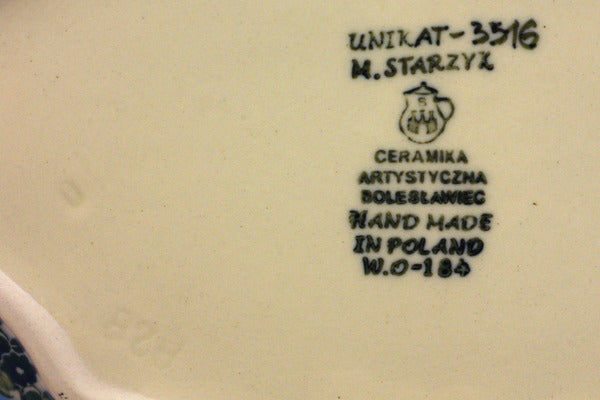 UNIKAT-3516
M. STARZYK
S
CERAMIKA
ARTYSTYCZNA
BOLESŁAWIEC
HAND MADE
IN POLAND
W.O-184